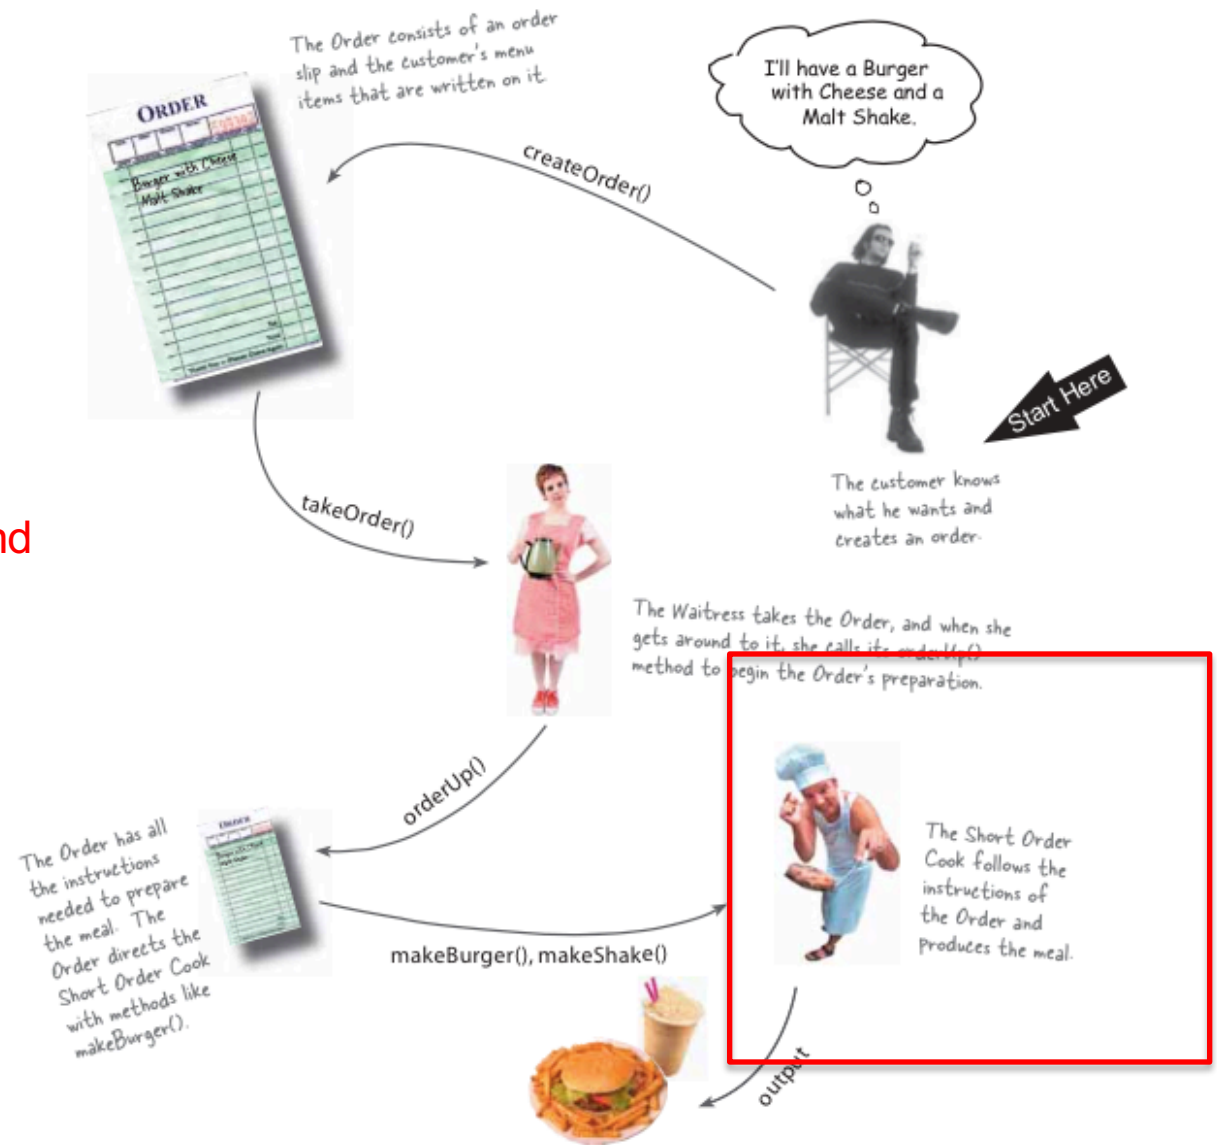 The Order consists of an order
slip and the customer's menu
items that are written on it
I'll have a Burger
with Cheese and a
Malt Shake.
ORDER
Burger with Cheese
Malt Shake
createOrder()
Start Here
The customer knows
what he wants and
creates an order.
takeOrder()
nd
The Waitress takes the Order, and when she
gets around to it, she calls its orderUp()
method to begin the Order's preparation.
orderUp()
The Order has all
the instructions
needed to prepare
the meal. The
Order directs the
Short Order Cook
with methods like
makeBurger().
ORDER
makeBurger(), makeShake()
The Short Order
Cook follows the
instructions of
the Order and
produces the meal.
output